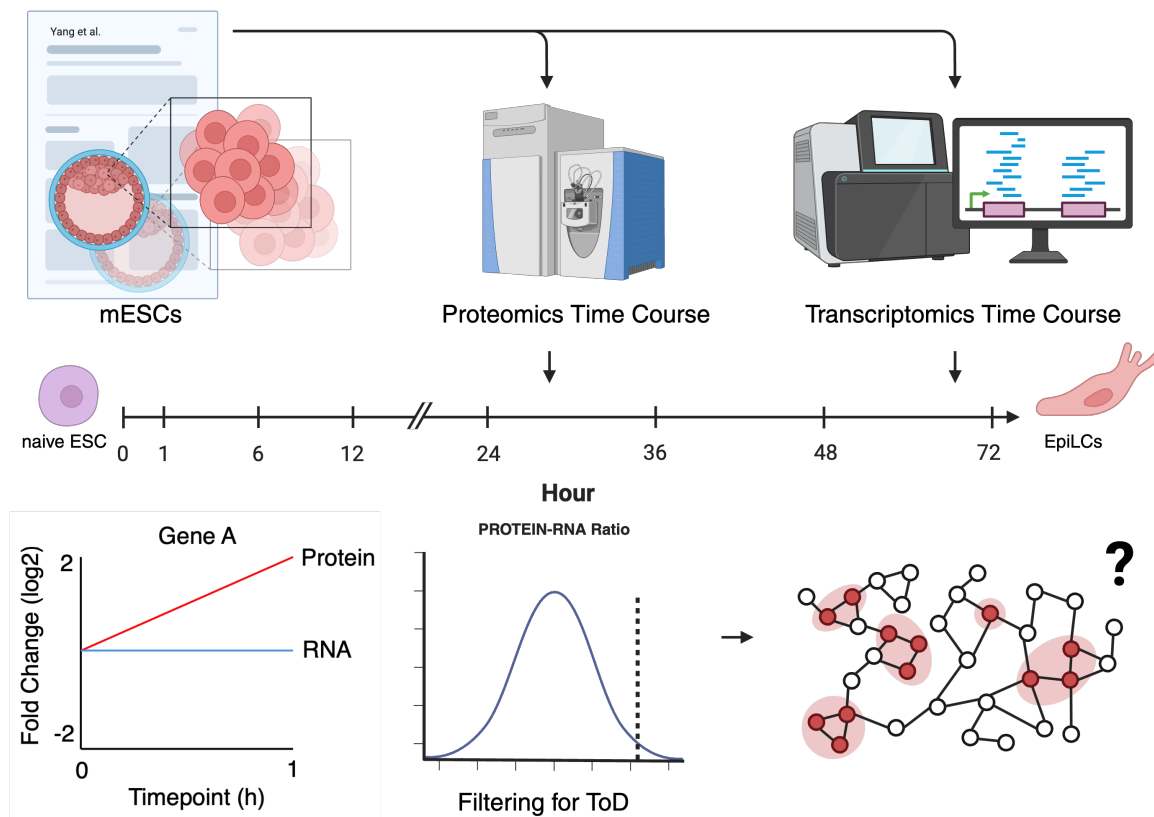 Yang et al.
mESCs
Proteomics Time Course
Transcriptomics Time Course
naive ESC
EpiLCs
0 1 6 12 24 36 48 72
Hour
Gene A
Fold Change (log2)
2
-2
Protein
RNA
0 1
Timepoint (h)
PROTEIN-RNA Ratio
Filtering for ToD
?